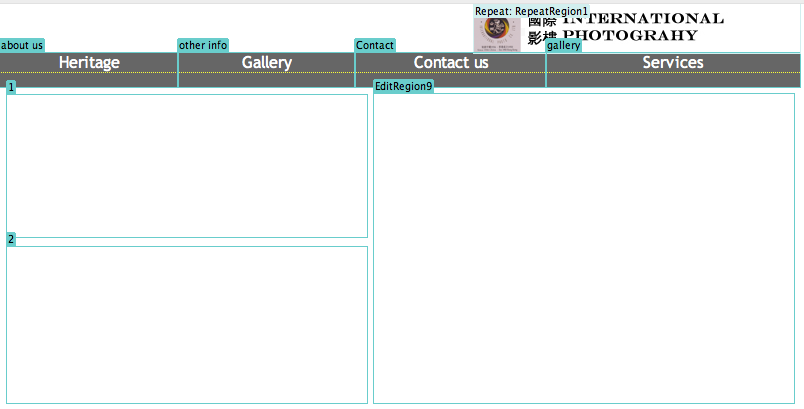 Repeat: RepeatRegion1
國際 INTERNATIONAL
影樓 PHOTOGRAHY
about us
other info
Contact
gallery
Heritage
Gallery
Contact us
Services
1
EditRegion9
2